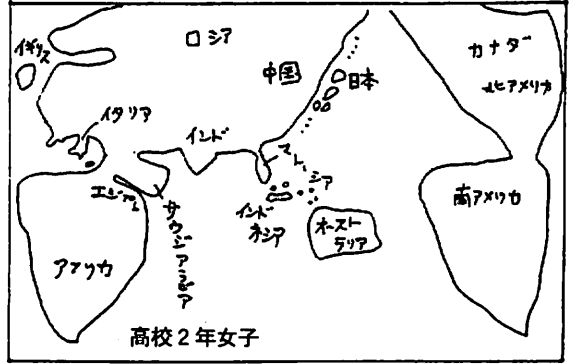 イギリス
ロシア
カナダ
北アメリカ
中国
日本
イタリア
インド
マレー
シア
エジプト
サウジアラビア
インド
ネシア
オースト
ラリア
南アメリカ
アフリカ
高校2年女子